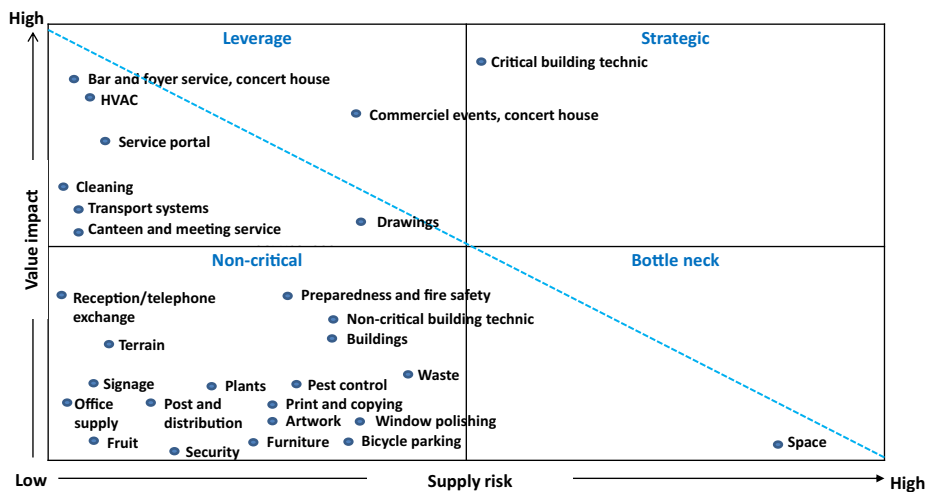 High
Leverage
Strategic
Critical building technic
Bar and foyer service, concert house
HVAC
Commerciel events, concert house
Service portal
Cleaning
Transport systems
Canteen and meeting service
Drawings
Value impact
Non-critical
Bottle neck
Reception/telephone
exchange
Preparedness and fire safety
Non-critical building technic
Terrain
Buildings
Signage
Plants
Pest control
Waste
Office
supply
Post and
distribution
Print and copying
Artwork
Window polishing
Fruit
Security
Furniture
Bicycle parking
Space
Low
Supply risk
High